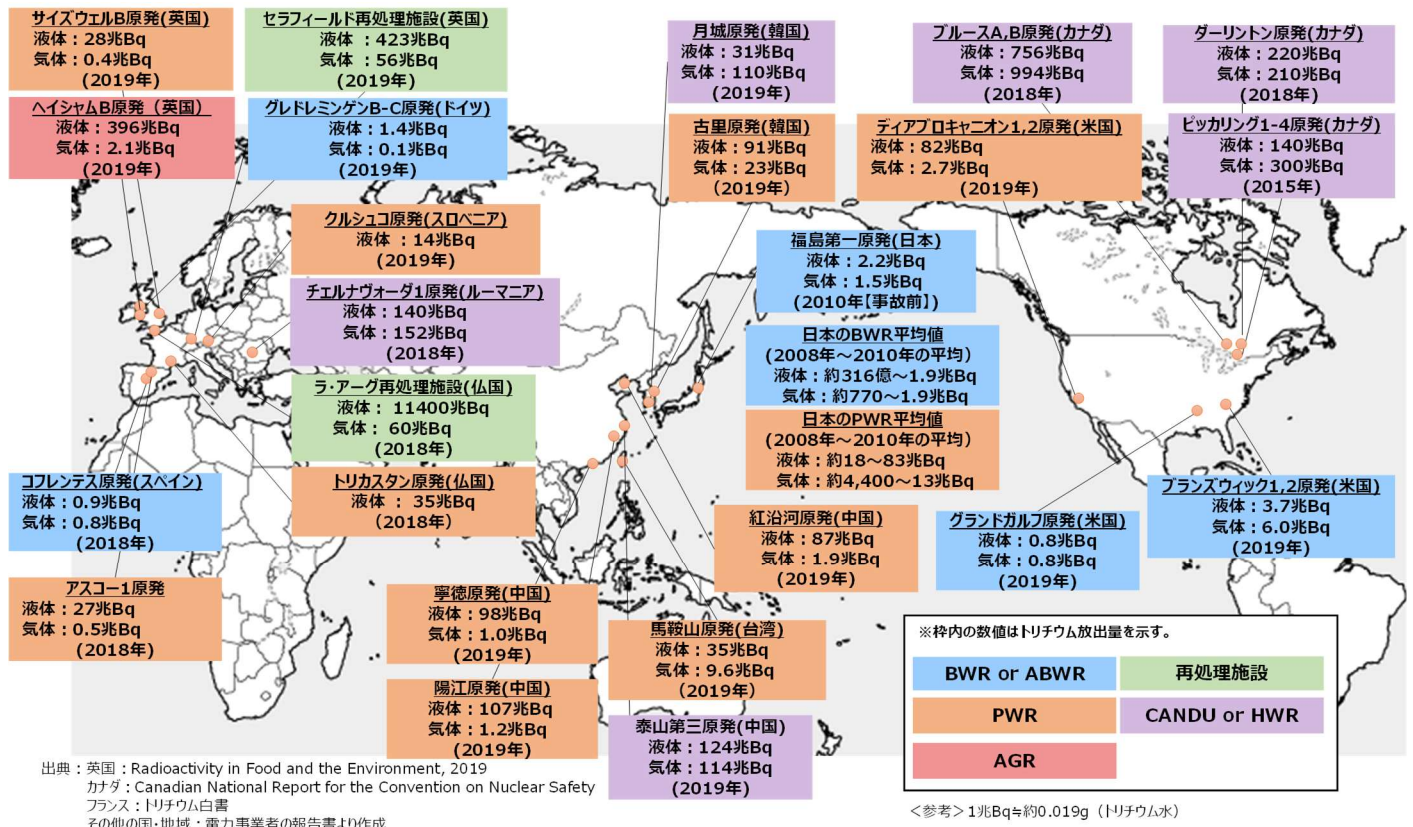 サイズウェルB原発(英国)
液体：28兆Bq
気体：0.4兆Bq
(2019年)
セラフィールド再処理施設(英国)
液体 ：423兆Bq
気体 ：56兆Bq
(2019年)
月城原発(韓国)
液体：31兆Bq
気体：110兆Bq
(2019年)
ブルースA,B原発(カナダ)
液体：756兆Bq
気体：994兆Bq
(2018年)
ダーリントン原発(カナダ)
液体：220兆Bq
気体：210兆Bq
(2018年)
ヘイシャムB原発（英国）
液体：396兆Bq
気体：2.1兆Bq
(2019年)
グレドレミンゲンB-C原発(ドイツ)
液体：1.4兆Bq
気体：0.1兆Bq
(2019年)
古里原発(韓国)
液体：91兆Bq
気体：23兆Bq
(2019年)
ディアブロキャニオン1,2原発(米国)
液体：82兆Bq
気体：2.7兆Bq
(2019年)
ピッカリング1-4原発(カナダ)
液体：140兆Bq
気体：300兆Bq
(2015年)
クルシュコ原発(スロベニア)
液体 ：14兆Bq
(2019年)
福島第一原発(日本)
液体：2.2兆Bq
気体：1.5兆Bq
(2010年【事故前】)
チェルナヴォーダ1原発(ルーマニア)
液体：140兆Bq
気体：152兆Bq
(2018年)
日本のBWR平均値
(2008年～2010年の平均)
液体：約316億～1.9兆Bq
気体：約770～1.9兆Bq
ラ・アーグ再処理施設(仏国)
液体： 11400兆Bq
気体： 60兆Bq
(2018年)
日本のPWR平均値
(2008年～2010年の平均)
液体：約18～83兆Bq
気体：約4,400～13兆Bq
コフレンテス原発(スペイン)
液体：0.9兆Bq
気体：0.8兆Bq
(2018年)
トリカスタン原発(仏国)
液体： 35兆Bq
(2018年)
紅沿河原発(中国)
液体：87兆Bq
気体：1.9兆Bq
(2019年)
グランドガルフ原発(米国)
液体：0.8兆Bq
気体：0.8兆Bq
(2019年)
ブランズウィック1,2原発(米国)
液体：3.7兆Bq
気体：6.0兆Bq
(2019年)
アスコー1原発
液体：27兆Bq
気体：0.5兆Bq
(2018年)
寧徳原発(中国)
液体：98兆Bq
気体：1.0兆Bq
(2019年)
馬鞍山原発(台湾)
液体：35兆Bq
気体：9.6兆Bq
(2019年)
陽江原発(中国)
液体：107兆Bq
気体：1.2兆Bq
(2019年)
泰山第三原発(中国)
液体：124兆Bq
気体：114兆Bq
(2019年)
※枠内の数値はトリチウム放出量を示す。
BWR or ABWR
再処理施設
PWR
CANDU or HWR
AGR
＜参考＞1兆Bq≒約0.019g（トリチウム水）
出典：英国：Radioactivity in Food and the Environment, 2019
カナダ：Canadian National Report for the Convention on Nuclear Safety
フランス：トリチウム白書
その他の国・地域：電力事業者の報告書より作成